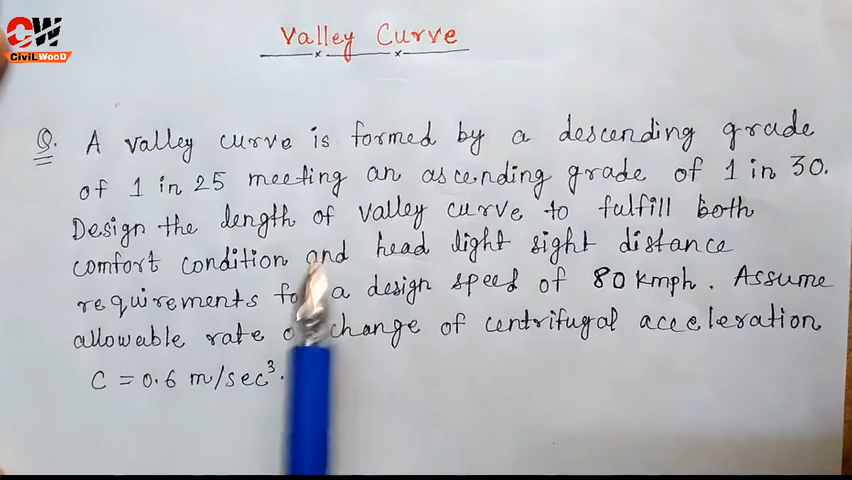 CW
CiviL WooD
Valley Curve
Q. A valley curve is formed by a descending grade
of 1 in 25 meeting an ascending grade of 1 in 30.
Design the length of valley curve to fulfill both
comfort condition and head light sight distance
requirements a design speed of 80 kmph. Assume
allowable rate change of centrifugal acceleration
C = 0.6 m/sec³.